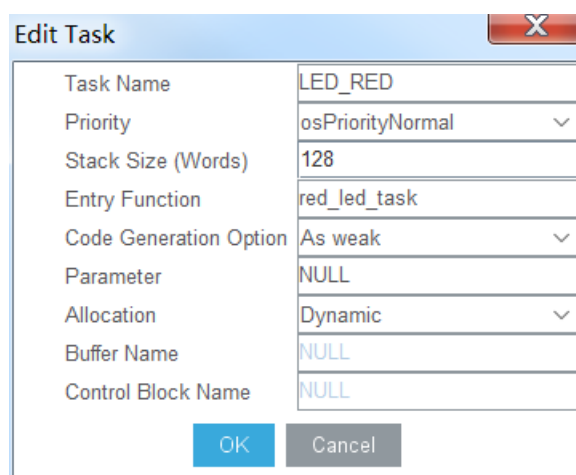 Edit Task
X
Task Name LED_RED
Priority osPriorityNormal
Stack Size (Words) 128
Entry Function red_led_task
Code Generation Option As weak
Parameter NULL
Allocation Dynamic
Buffer Name NULL
Control Block Name NULL
OK Cancel